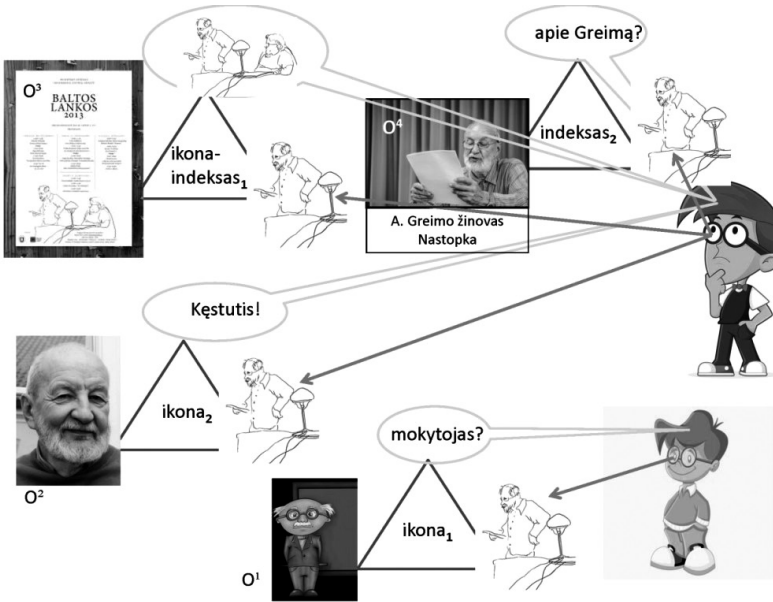 apie Greimą?
O³
BALTOS
LANKOS
2013
O⁴
indeksas₂
ikona-
indeksas₁
A. Greimo žinovas
Nastopka
Kęstutis!
ikona₂
O²
mokytojas?
ikona₁
O¹